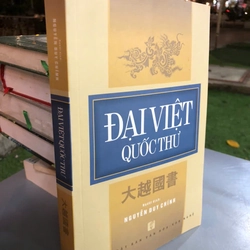 ĐẠI VIỆT
QUỐC THƯ
大越國書
NGUYỄN DUY CHÍNH
ĐẠI VIỆT QUỐC THƯ